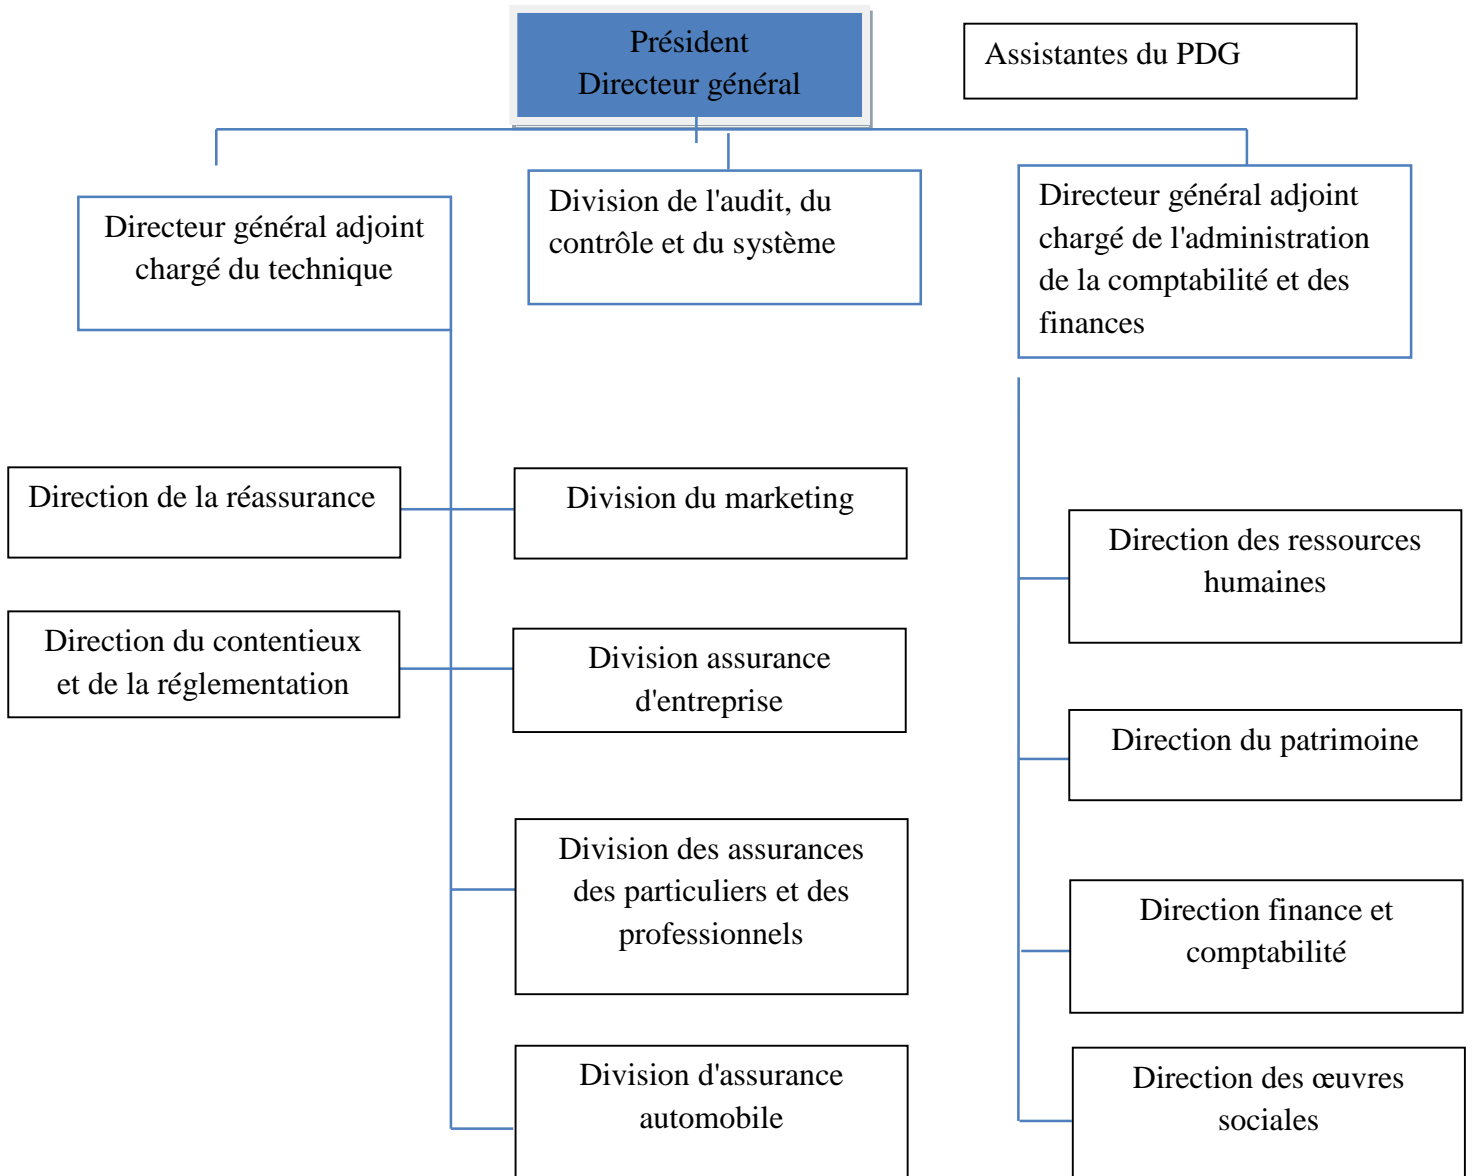 Président
Directeur général
Assistantes du PDG
Directeur général adjoint
chargé du technique
Division de l'audit, du
contrôle et du système
Directeur général adjoint
chargé de l'administration
de la comptabilité et des
finances
Direction de la réassurance
Division du marketing
Direction des ressources
humaines
Direction du contentieux
et de la réglementation
Division assurance
d'entreprise
Direction du patrimoine
Division des assurances
des particuliers et des
professionnels
Direction finance et
comptabilité
Division d'assurance
automobile
Direction des œuvres
sociales